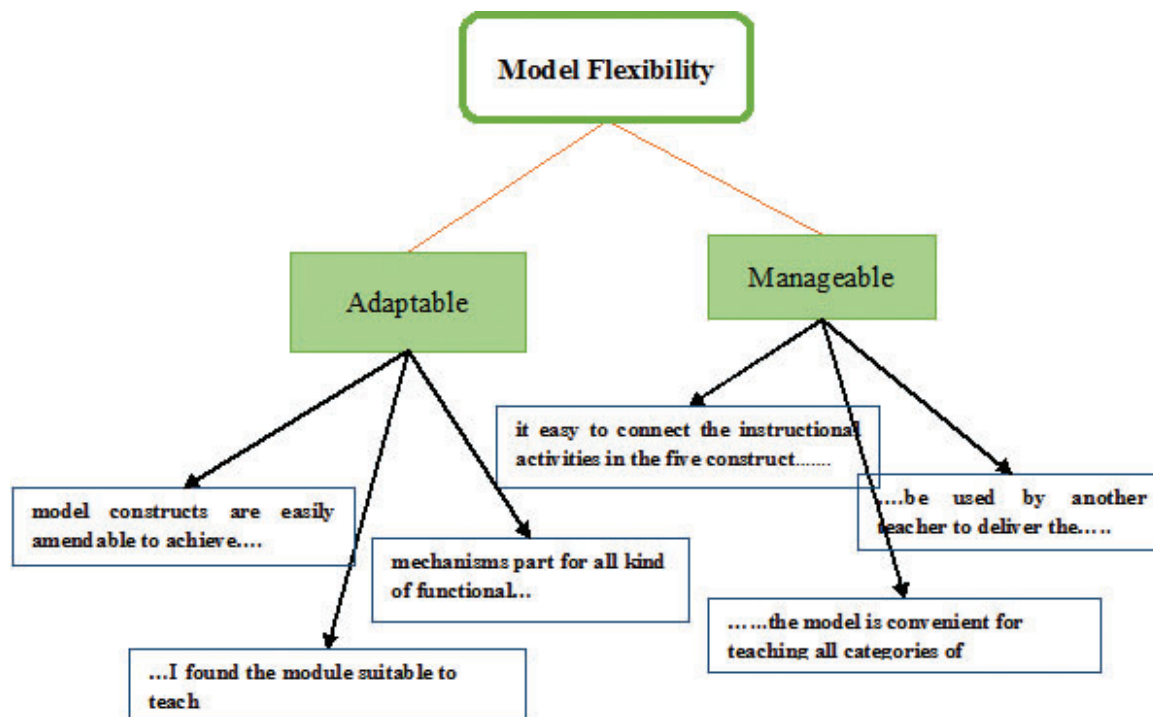 Model Flexibility
Adaptable
Manageable
it easy to connect the instructional
activities in the five construct.......
....be used by another
teacher to deliver the.....
model constructs are easily
amendable to achieve....
mechanisms part for all kind
of functional...
......the model is convenient for
teaching all categories of
...I found the module suitable to
teach